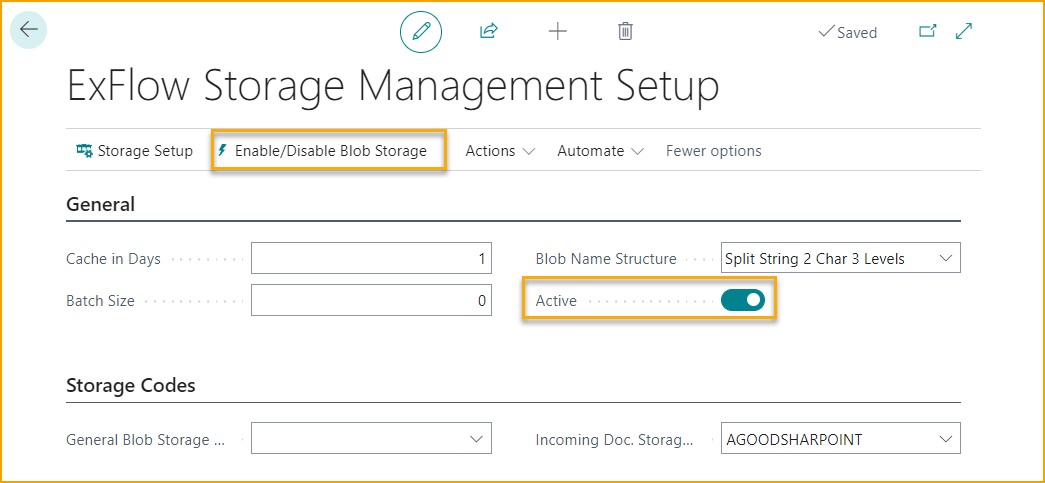 Saved
ExFlow Storage Management Setup
Storage Setup Enable/Disable Blob Storage Actions Automate Fewer options
General
Cache in Days 1 Blob Name Structure Split String 2 Char 3 Levels
Batch Size 0 Active
Storage Codes
General Blob Storage ... Incoming Doc. Storag... AGOODSHARPOINT